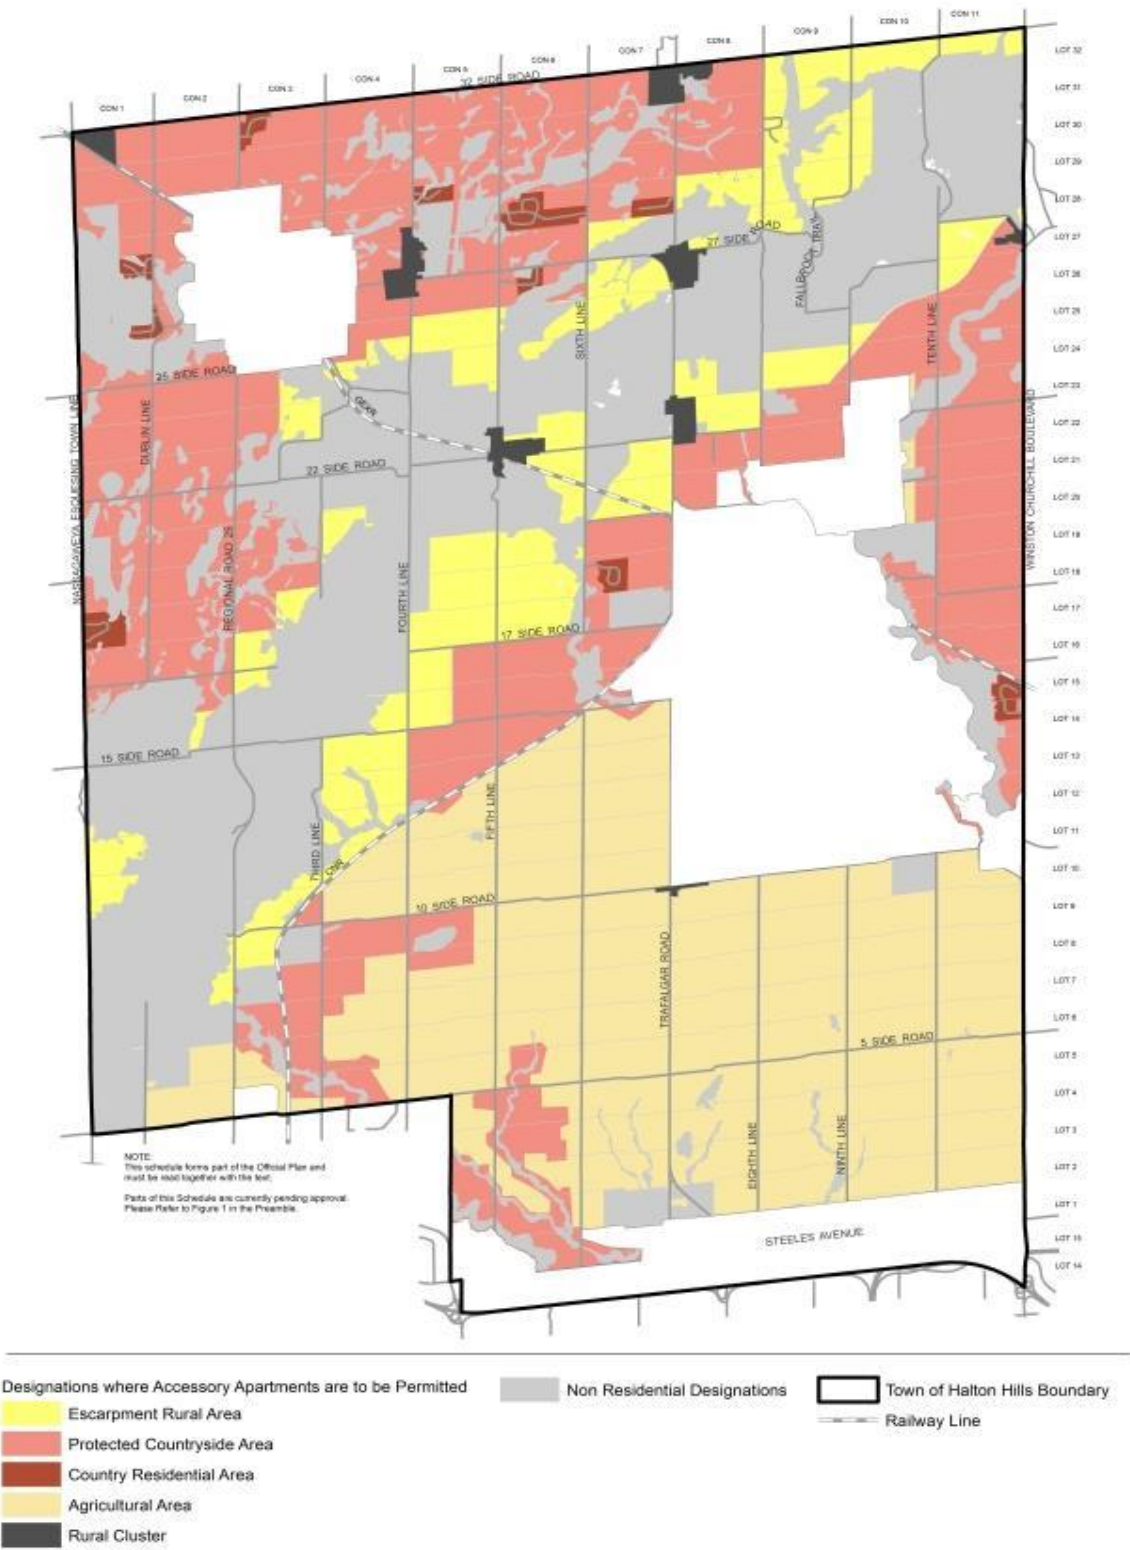 CON 11
CON 10
CON 9
CON 8
CON 7
CON 6
CON 5
CON 4
CON 3
CON 2
CON 1
32 SIDE ROAD
LOT 32
LOT 31
LOT 30
LOT 29
LOT 28
LOT 27
LOT 26
LOT 25
LOT 24
LOT 23
LOT 22
LOT 21
LOT 20
LOT 19
LOT 18
LOT 17
LOT 16
LOT 15
LOT 14
LOT 13
LOT 12
LOT 11
LOT 10
LOT 9
LOT 8
LOT 7
LOT 6
LOT 5
LOT 4
LOT 3
LOT 2
LOT 1
LOT 15
LOT 14
27 SIDE ROAD
FALLBROOK TRAIL
SIXTH LINE
TENTH LINE
25 SIDE ROAD
GEXR
NASSAGAWEYA ESQUESING TOWN LINE
DUBLIN LINE
WINSTON CHURCHILL BOULEVARD
22 SIDE ROAD
REGIONAL ROAD 25
FOURTH LINE
17 SIDE ROAD
15 SIDE ROAD
FIFTH LINE
THIRD LINE
CNR
10 SIDE ROAD
TRAFALGAR ROAD
5 SIDE ROAD
EIGHTH LINE
NINTH LINE
STEELES AVENUE
NOTE:
This schedule forms part of the Official Plan and
must be read together with the text.
Parts of this Schedule are currently pending approval.
Please Refer to Figure 1 in the Preamble.
Designations where Accessory Apartments are to be Permitted
Escarpment Rural Area
Protected Countryside Area
Country Residential Area
Agricultural Area
Rural Cluster
Non Residential Designations
Town of Halton Hills Boundary
Railway Line